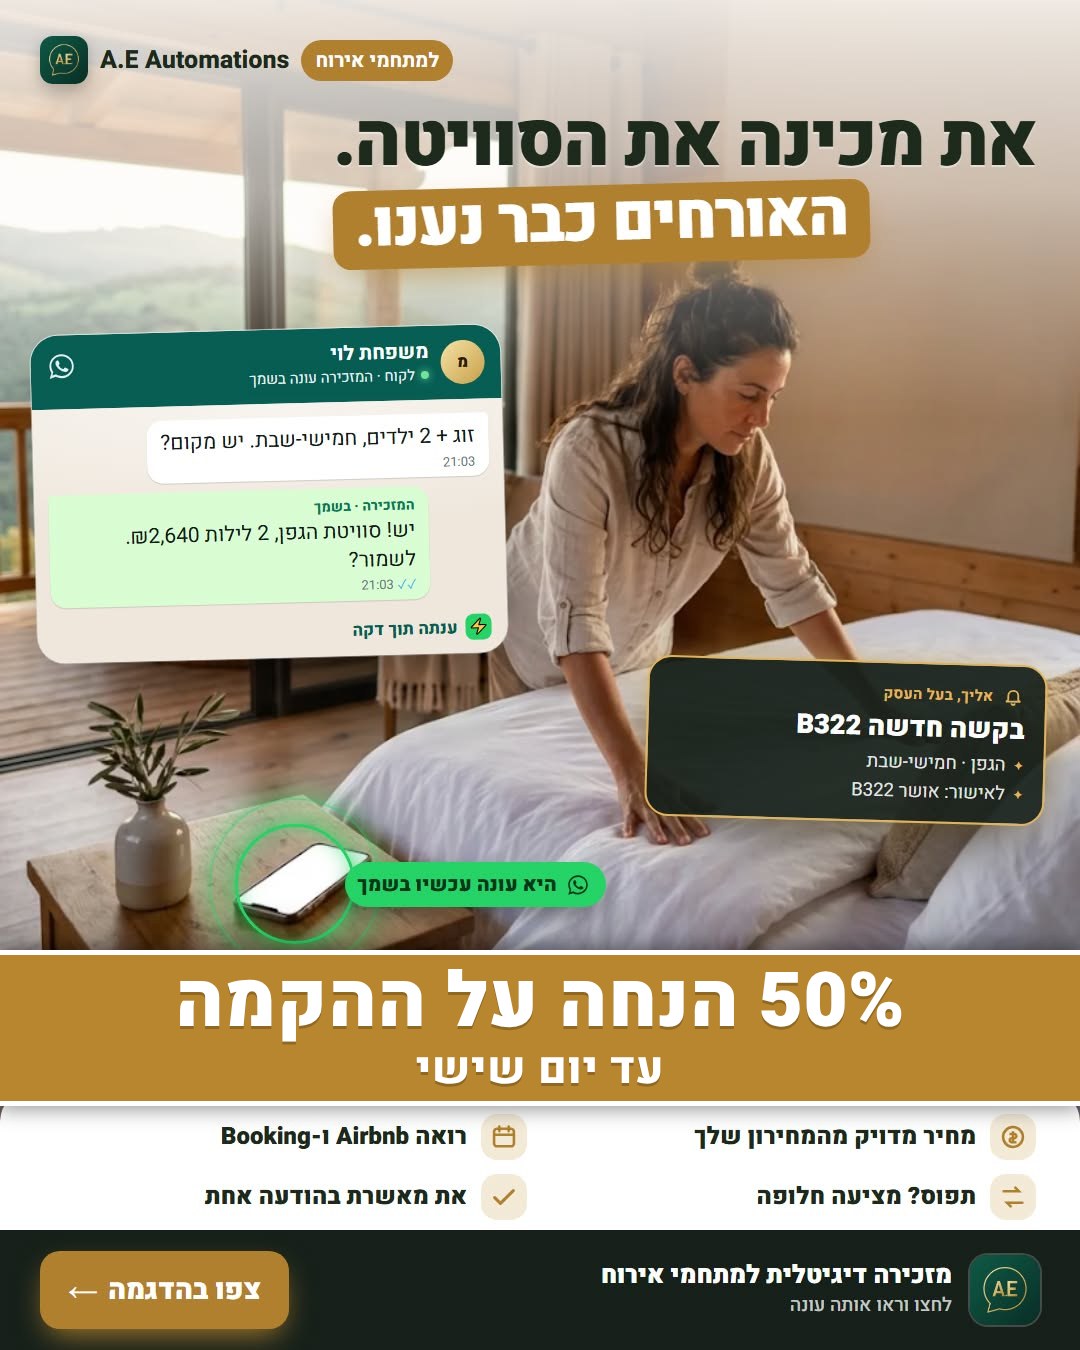 AE A.E Automations למתחמי אירוח
את מכינה את הסוויטה.
האורחים כבר נענו.
מ
משפחת לוי
לקוח · המזכירה עונה בשמך
זוג + 2 ילדים, חמישי-שבת. יש מקום?
21:03
המזכירה · בשמך
יש! סוויטת הגפן, 2 לילות 2,640₪.
לשמור?
21:03
ענתה תוך דקה
אליך, בעל העסק
בקשה חדשה B322
הגפן · חמישי-שבת
לאישור: אושר B322
היא עונה עכשיו בשמך
50% הנחה על ההקמה
עד יום שישי
מחיר מדויק מהמחירון שלך
רואה Airbnb ו-Booking
תפוס? מציעה חלופה
את מאשרת בהודעה אחת
AE
מזכירה דיגיטלית למתחמי אירוח
לחצו וראו אותה עונה
צפו בהדגמה ←